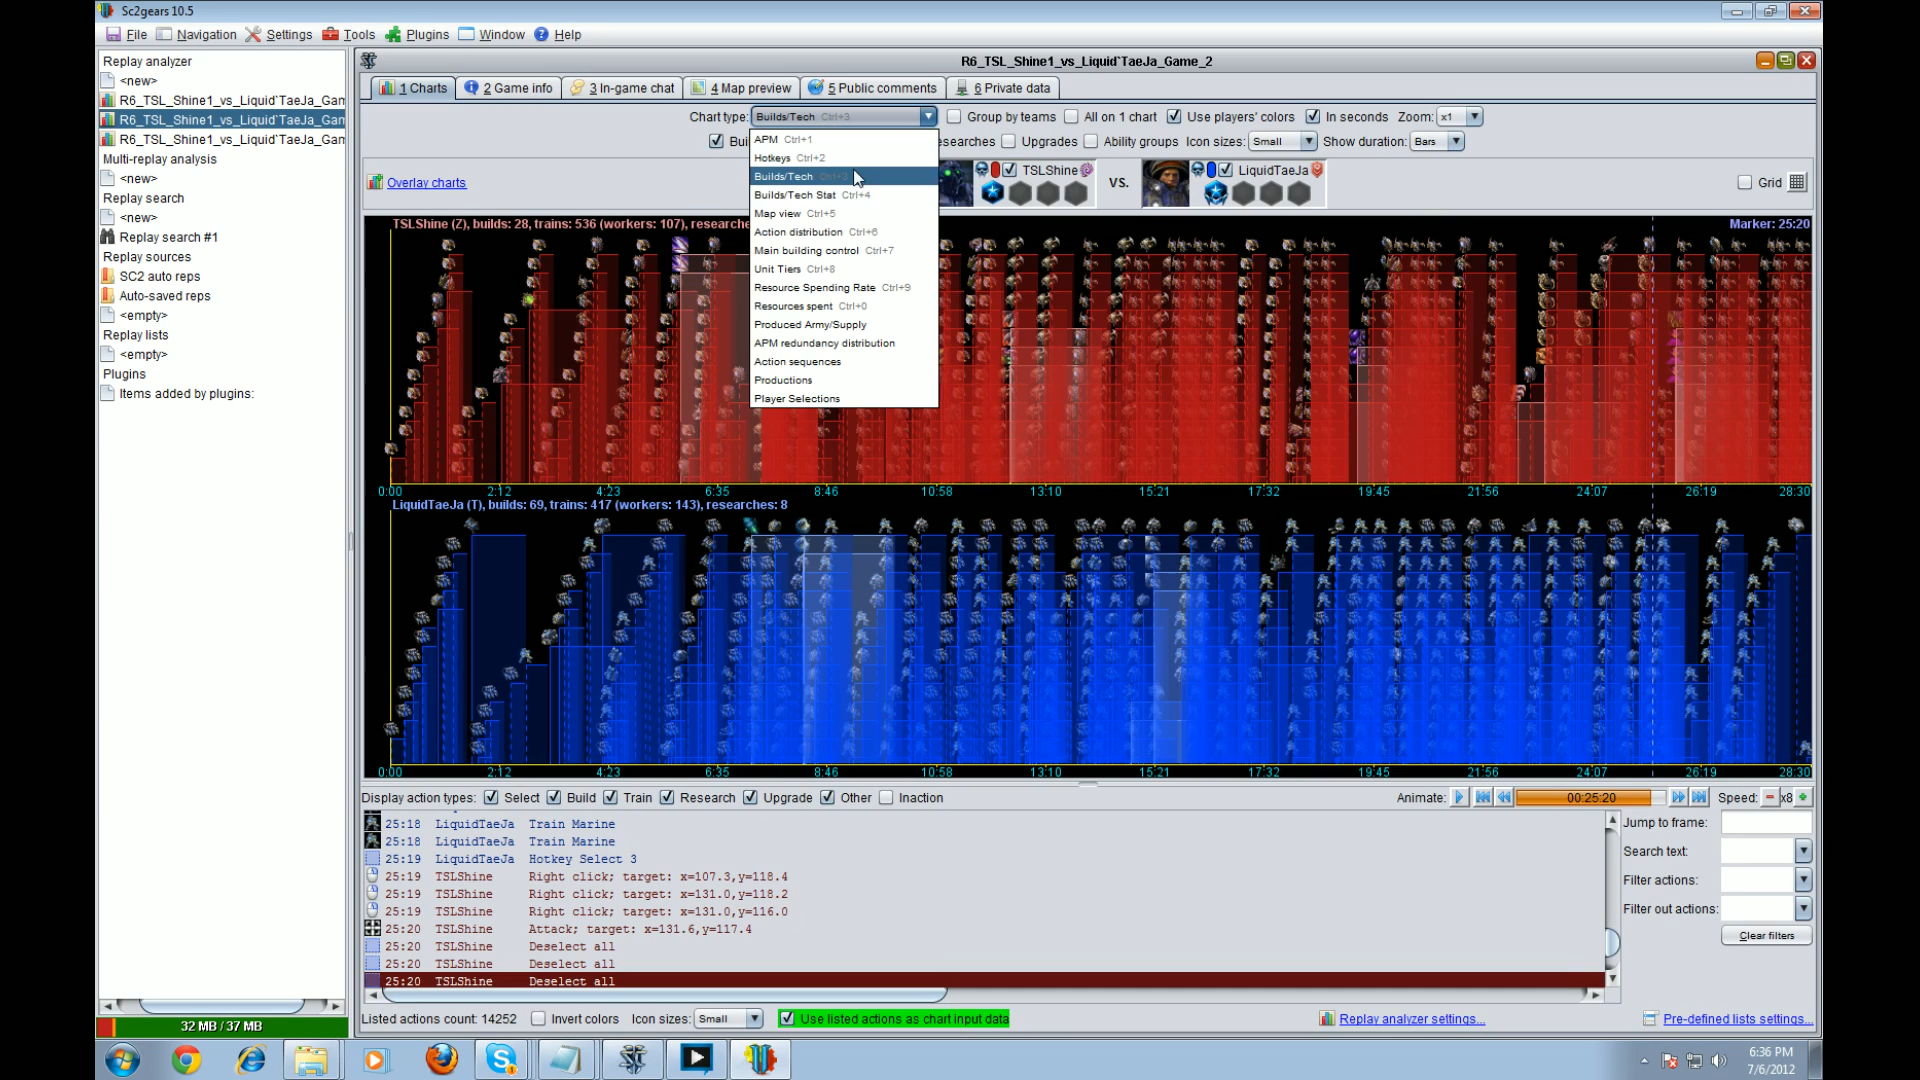 Sc2gears 10.5
File Navigation Settings Tools Plugins Window Help
Replay analyzer
<new>
R6_TSL_Shine1_vs_Liquid`TaeJa_Gam
R6_TSL_Shine1_vs_Liquid`TaeJa_Gam
R6_TSL_Shine1_vs_Liquid`TaeJa_Gam
Multi-replay analysis
<new>
Replay search
<new>
Replay search #1
Replay sources
SC2 auto reps
Auto-saved reps
<empty>
Replay lists
<empty>
Plugins
Items added by plugins:
32 MB / 37 MB
R6_TSL_Shine1_vs_Liquid`TaeJa_Game_2
1 Charts 2 Game info 3 In-game chat 4 Map preview 5 Public comments 6 Private data
Chart type: Builds/Tech Ctrl+3 Group by teams All on 1 chart Use players' colors In seconds Zoom: x1
Bui esearches Upgrades Ability groups Icon sizes: Small Show duration: Bars
Overlay charts TSLShine VS. LiquidTaeJa Grid
APM Ctrl+1
Hotkeys Ctrl+2
Builds/Tech Ctrl+3
Builds/Tech Stat Ctrl+4
Map view Ctrl+5
Action distribution Ctrl+6
Main building control Ctrl+7
Unit Tiers Ctrl+8
Resource Spending Rate Ctrl+9
Resources spent Ctrl+0
Produced Army/Supply
APM redundancy distribution
Action sequences
Productions
Player Selections
TSLShine (Z), builds: 28, trains: 536 (workers: 107), researche Marker: 25:20
0:00 2:12 4:23 6:35 8:46 10:58 13:10 15:21 17:32 19:45 21:56 24:07 26:19 28:30
LiquidTaeJa (T), builds: 69, trains: 417 (workers: 143), researches: 8
0:00 2:12 4:23 6:35 8:46 10:58 13:10 15:21 17:32 19:45 21:56 24:07 26:19 28:30
Display action types: Select Build Train Research Upgrade Other Inaction Animate: 00:25:20 Speed: x8
25:18 LiquidTaeJa Train Marine
25:18 LiquidTaeJa Train Marine
25:19 LiquidTaeJa Hotkey Select 3
25:19 TSLShine Right click; target: x=107.3,y=118.4
25:19 TSLShine Right click; target: x=131.0,y=118.2
25:19 TSLShine Right click; target: x=131.0,y=116.0
25:20 TSLShine Attack; target: x=131.6,y=117.4
25:20 TSLShine Deselect all
25:20 TSLShine Deselect all
25:20 TSLShine Deselect all
Jump to frame:
Search text:
Filter actions:
Filter out actions:
Clear filters
Listed actions count: 14252 Invert colors Icon sizes: Small Use listed actions as chart input data Replay analyzer settings... Pre-defined lists settings...
6:36 PM
7/6/2012